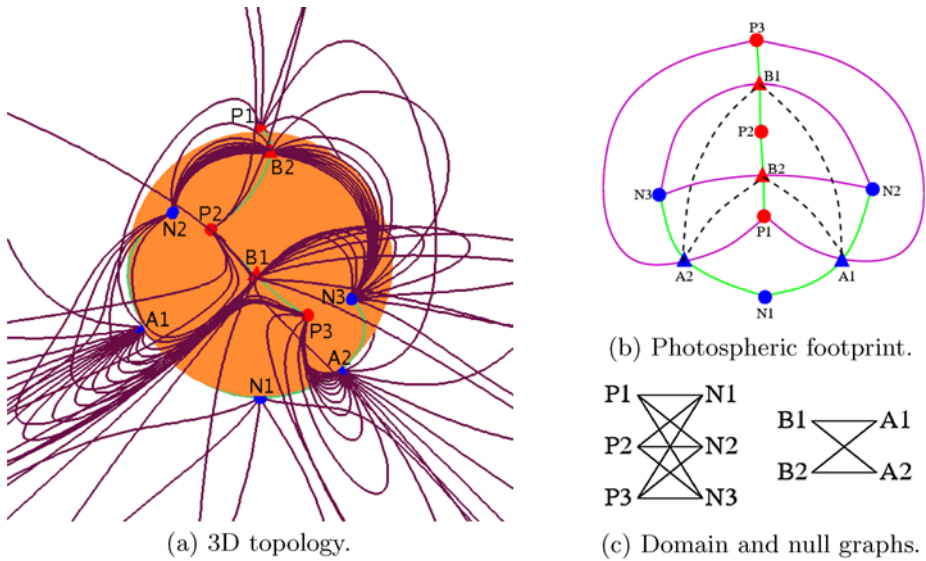 P1
B2
P2
N2
B1
N3
P3
A1
A2
N1
(a) 3D topology.
P3
B1
P2
B2
N3
N2
P1
A2
A1
N1
(b) Photospheric footprint.
P1 N1
P2 N2
P3 N3
B1 A1
B2 A2
(c) Domain and null graphs.